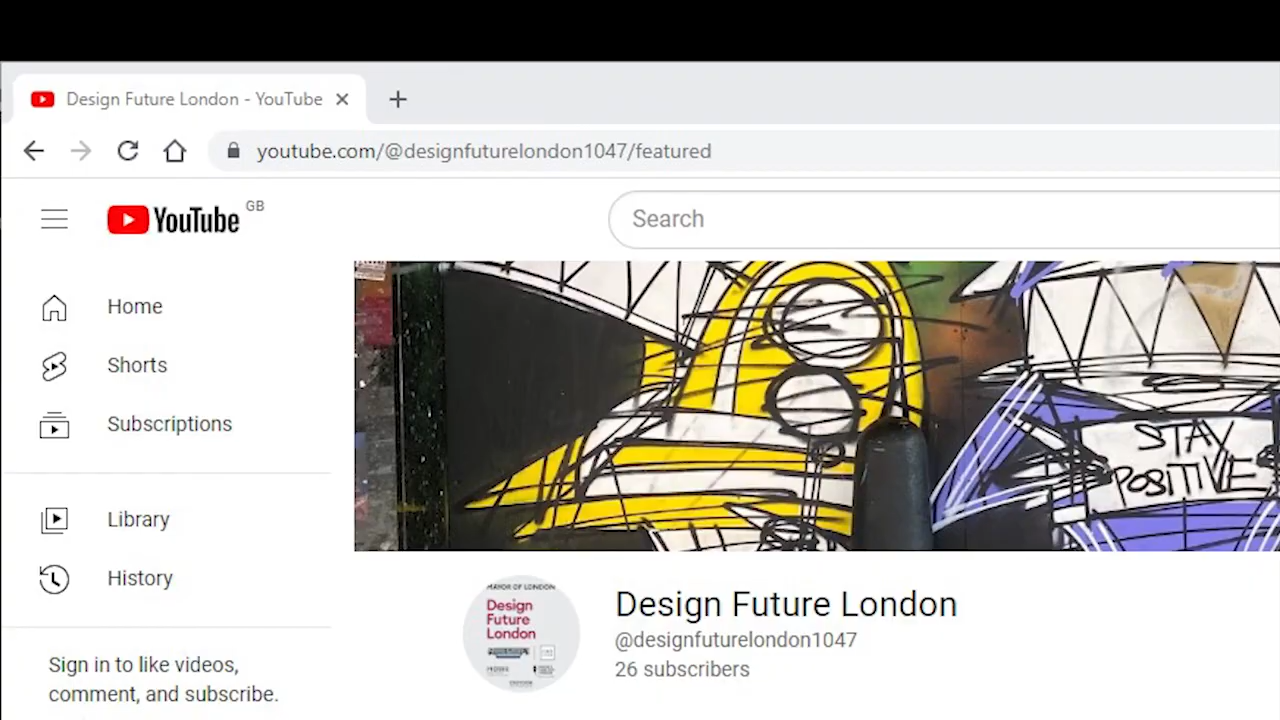 Design Future London - YouTube
youtube.com/@designfuturelondon1047/featured
YouTube GB
Search
Home
Shorts
Subscriptions
STAY
POSITIVE
Library
History
MAYOR OF LONDON
Design
Future
London
Design Future London
@designfuturelondon1047
26 subscribers
Sign in to like videos,
comment, and subscribe.